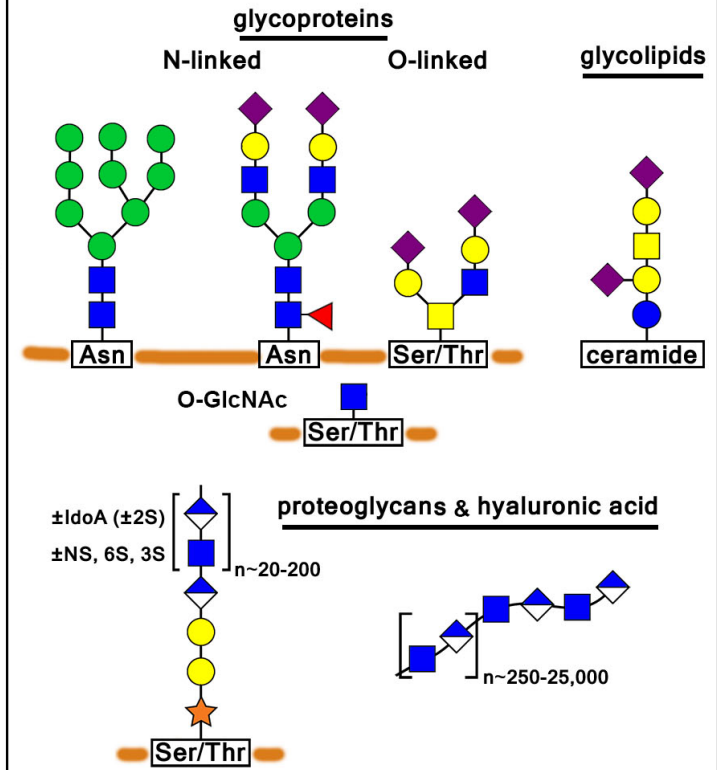 glycoproteins
N-linked
O-linked
glycolipids
Asn
Asn
Ser/Thr
ceramide
O-GlcNAc
Ser/Thr
proteoglycans & hyaluronic acid
±IdoA (±2S)
±NS, 6S, 3S
n~20-200
n~250-25,000
Ser/Thr